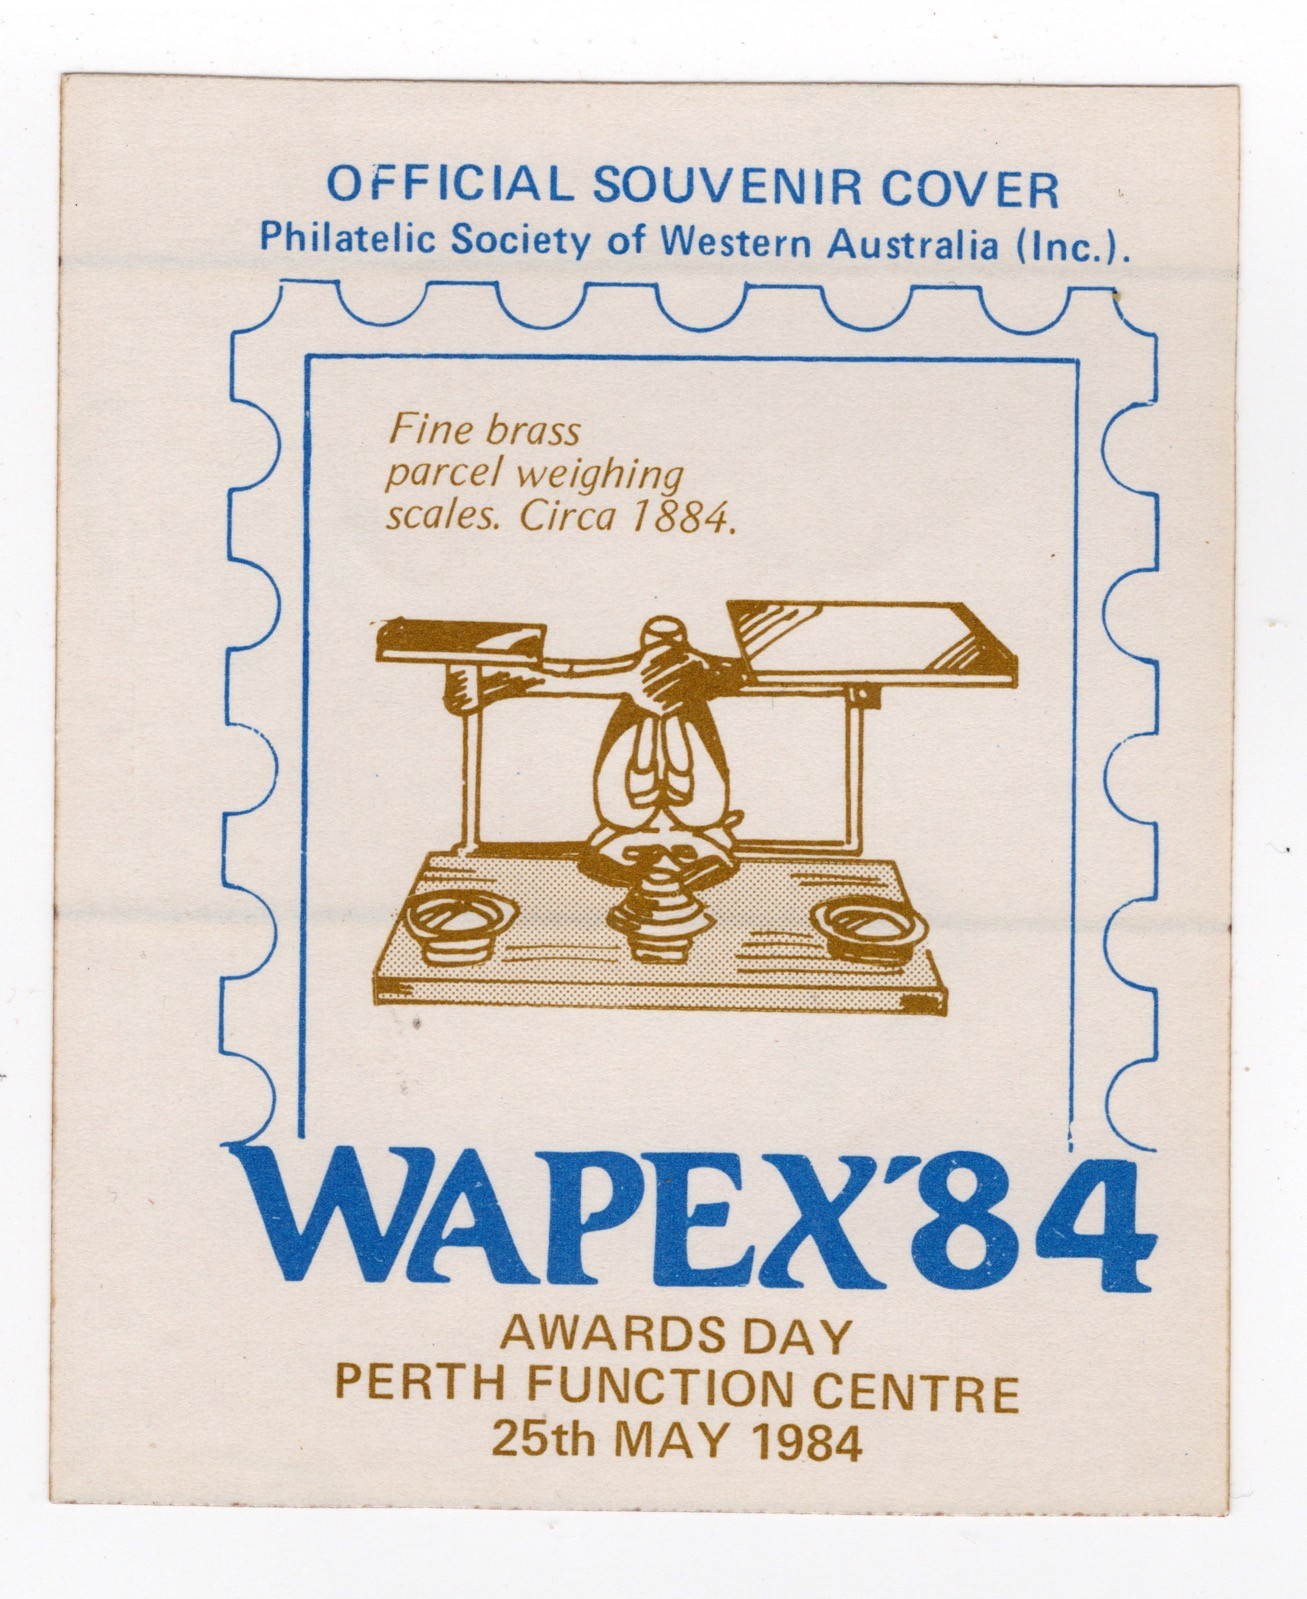 OFFICIAL SOUVENIR COVER
Philatelic Society of Western Australia (Inc.).
Fine brass
parcel weighing
scales. Circa 1884.
WAPEX'84
AWARDS DAY
PERTH FUNCTION CENTRE
25th MAY 1984